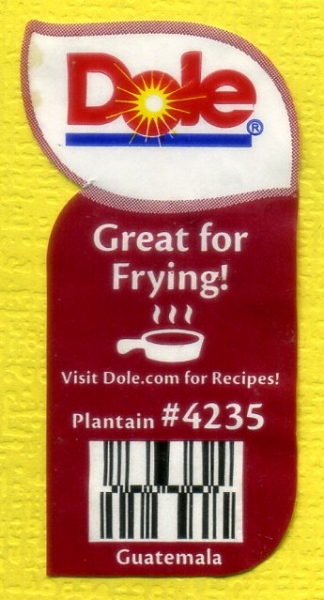 Dole®
Great for
Frying!
Visit Dole.com for Recipes!
Plantain #4235
Guatemala